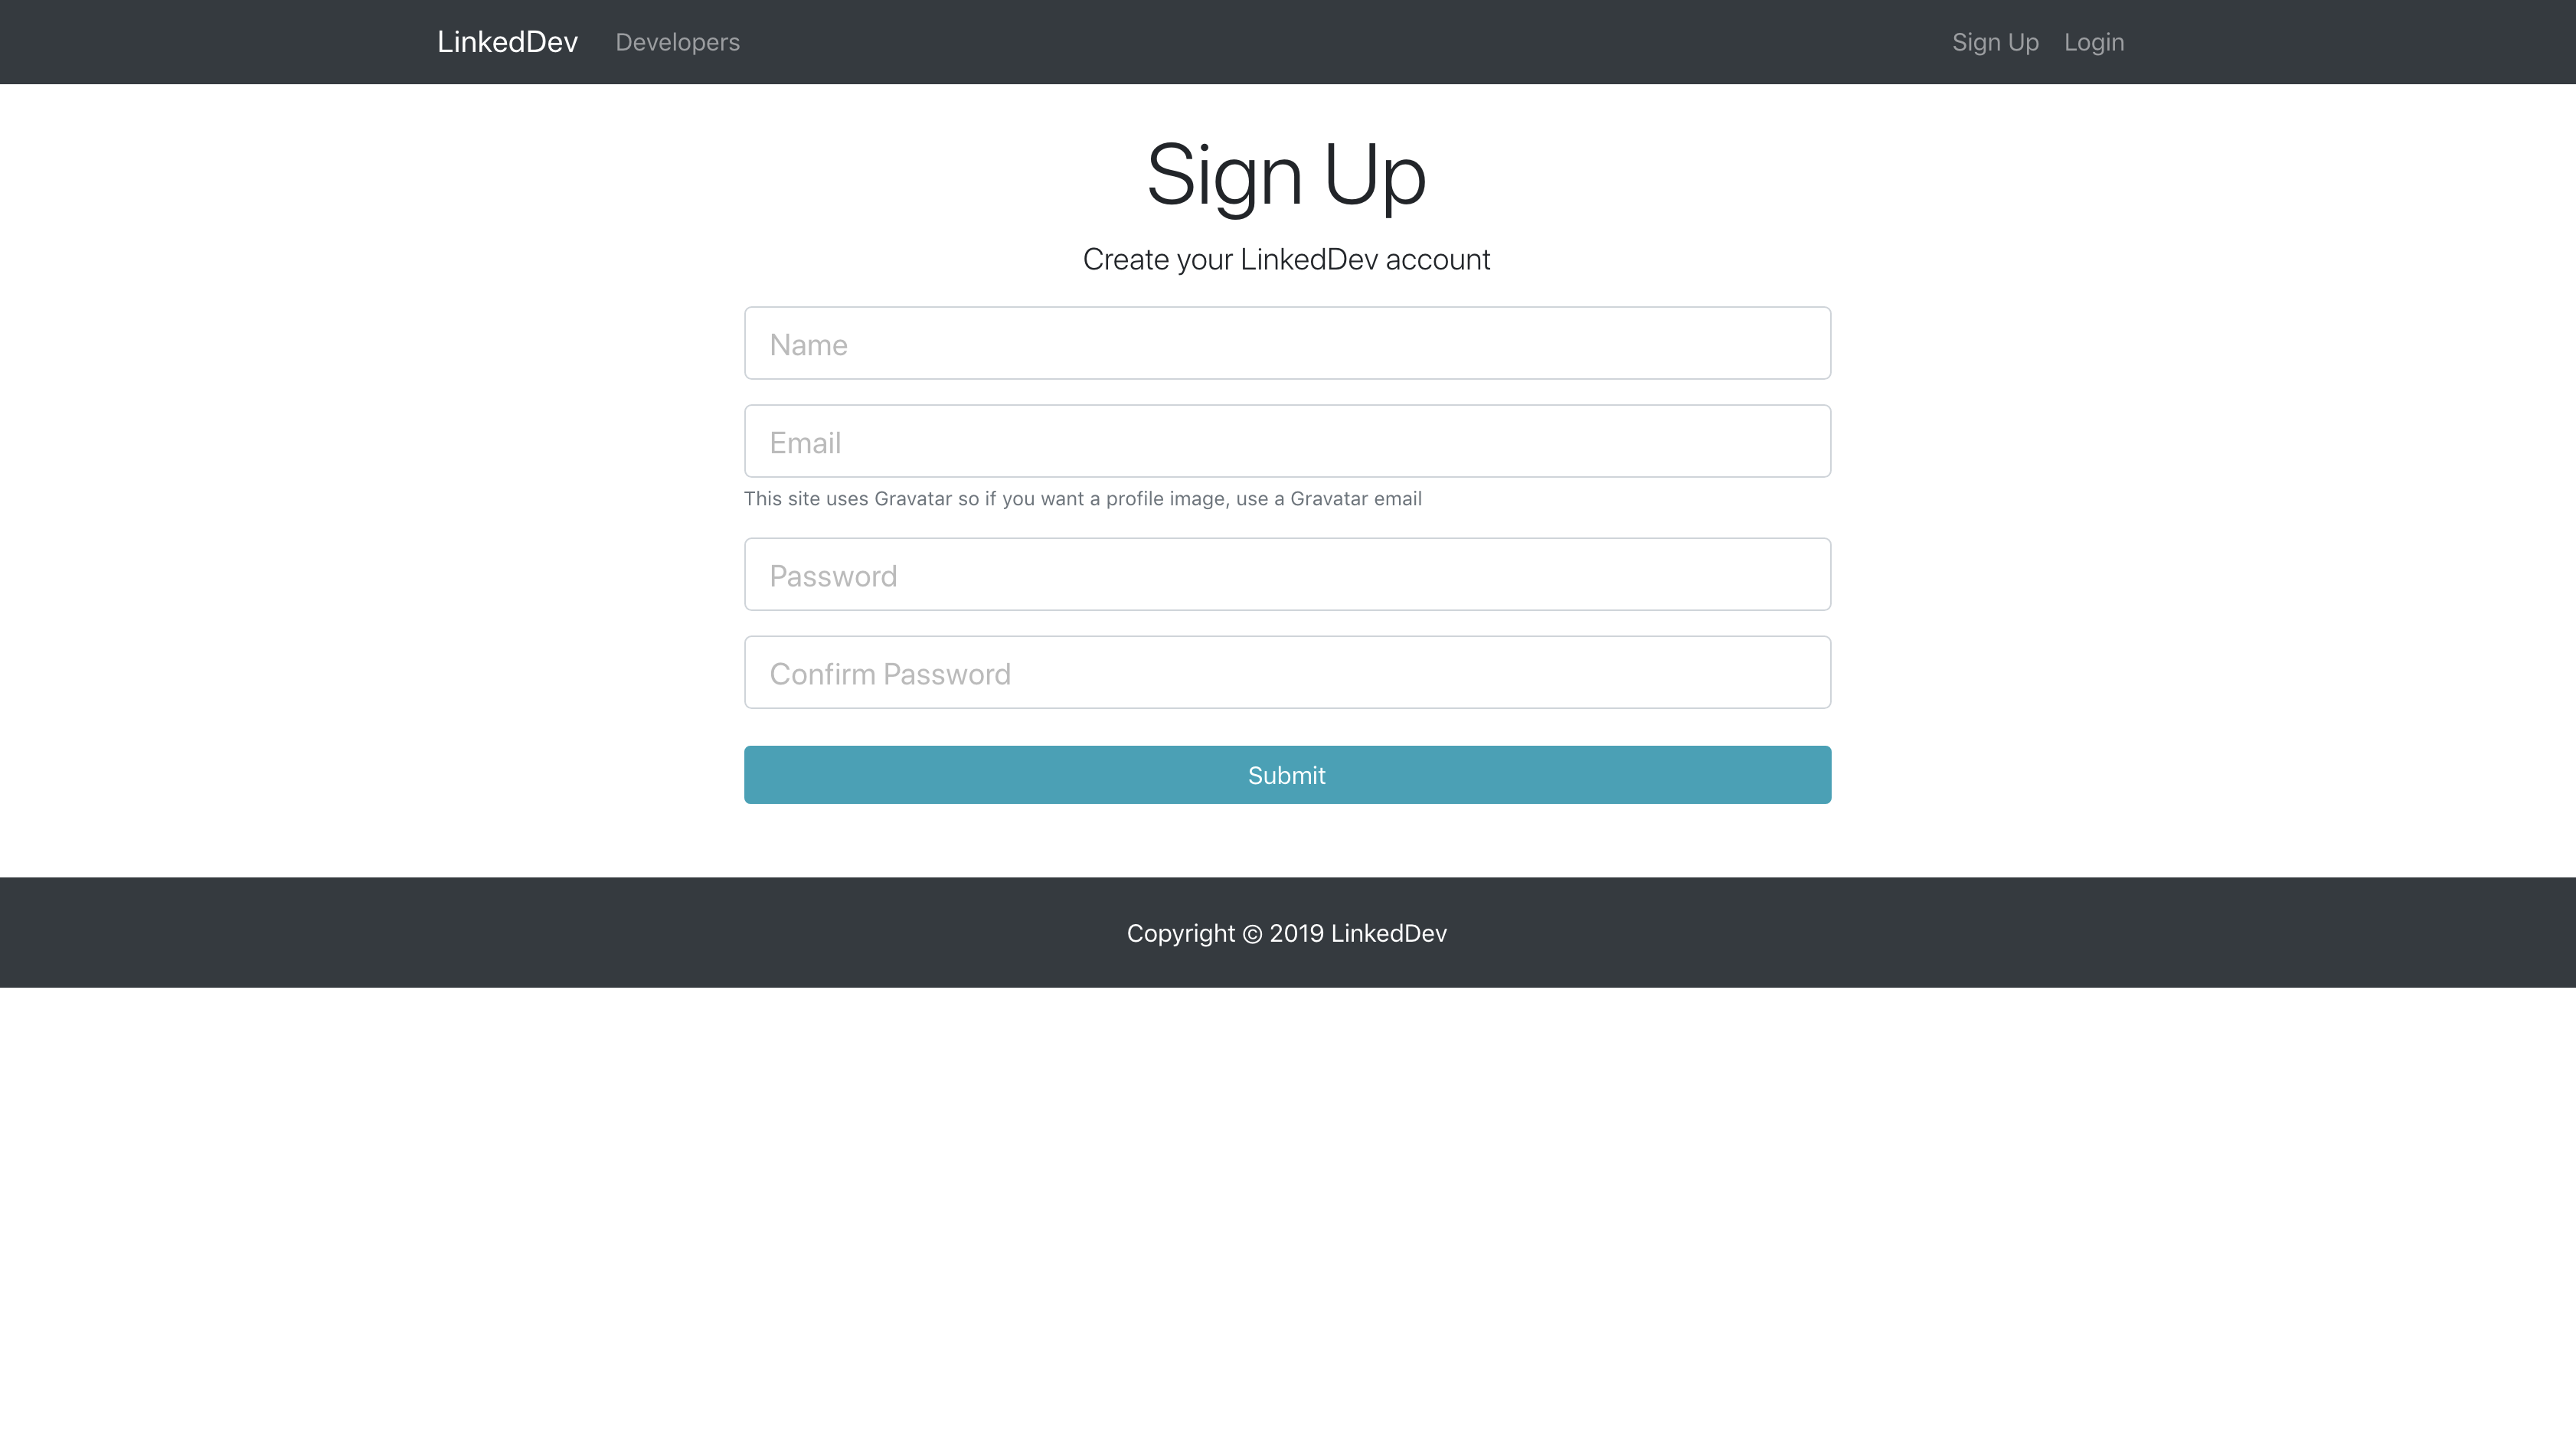 LinkedDev Developers Sign Up Login
Sign Up
Create your LinkedDev account
Name
Email
This site uses Gravatar so if you want a profile image, use a Gravatar email
Password
Confirm Password
Submit
Copyright © 2019 LinkedDev